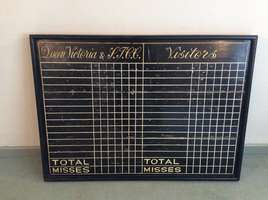 Queen Victoria & J.T.C.C. Visitors
TOTAL TOTAL
MISSES MISSES